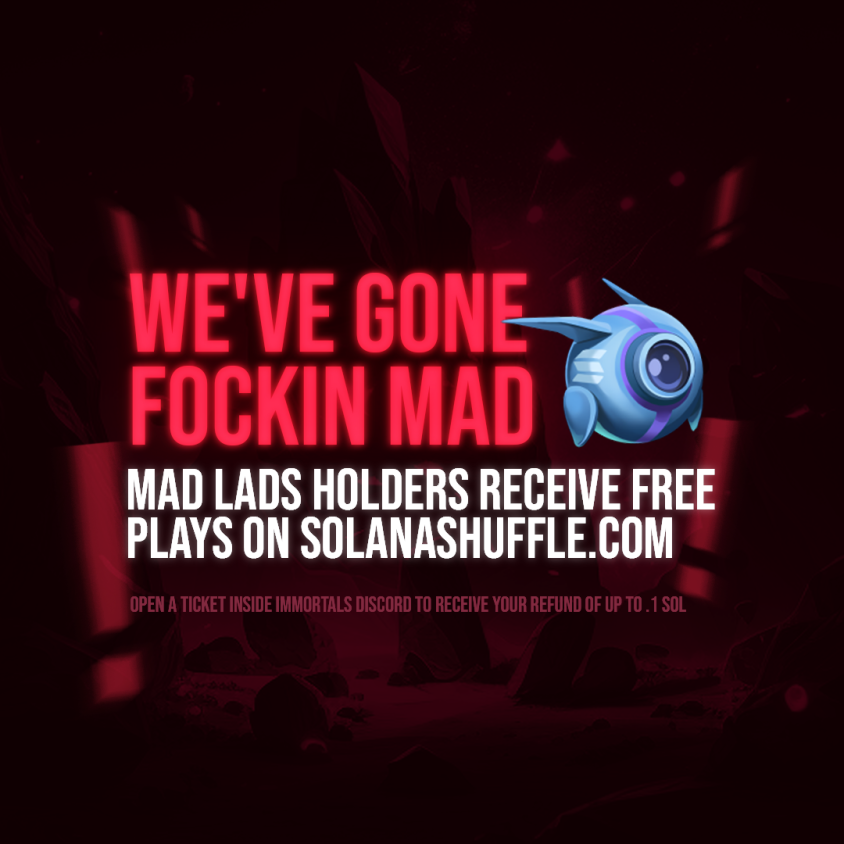 WE'VE GONE
FOCKIN MAD
MAD LADS HOLDERS RECEIVE FREE
PLAYS ON SOLANASHUFFLE.COM
OPEN A TICKET INSIDE IMMORTALS DISCORD TO RECEIVE YOUR REFUND OF UP TO .1 SOL